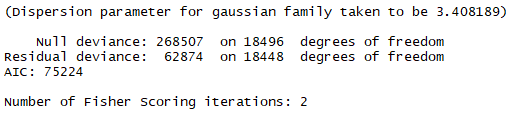 (Dispersion parameter for gaussian family taken to be 3.408189)
Null deviance: 268507 on 18496 degrees of freedom
Residual deviance: 62874 on 18448 degrees of freedom
AIC: 75224
Number of Fisher Scoring iterations: 2